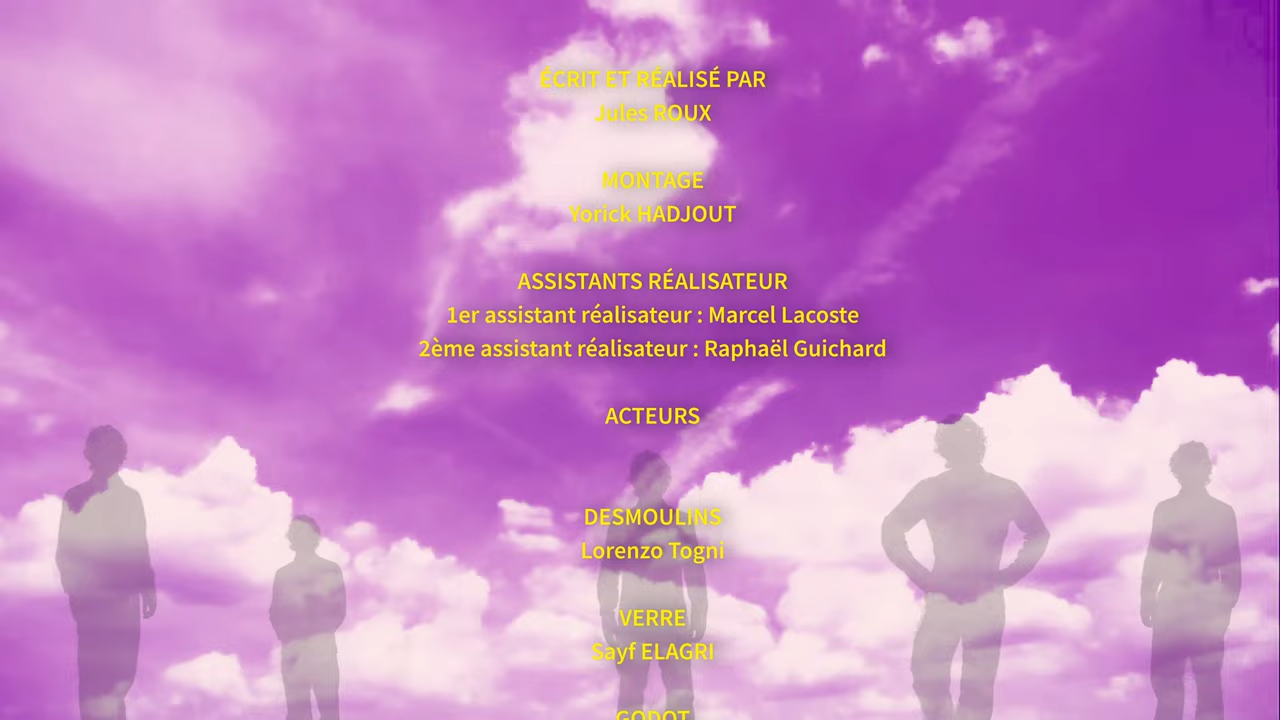 ÉCRIT ET RÉALISÉ PAR
Jules ROUX
MONTAGE
Yorick HADJOUT
ASSISTANTS RÉALISATEUR
1er assistant réalisateur : Marcel Lacoste
2ème assistant réalisateur : Raphaël Guichard
ACTEURS
DESMOULINS
Lorenzo Togni
VERRE
Sayf ELAGRI
GODOT